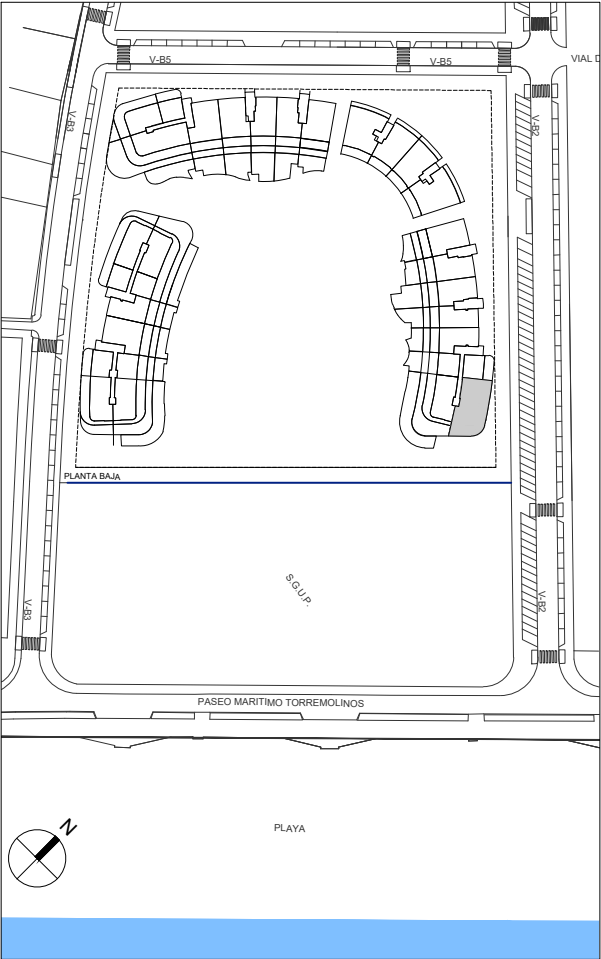 V-B5
V-B5
VIAL D
V-B3
V-B2
PLANTA BAJA
S.G.U.P.
V-B3
V-B2
PASEO MARITIMO TORREMOLINOS
N
PLAYA